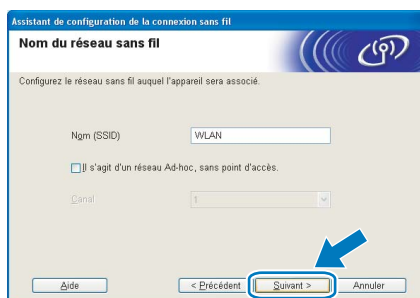 Assistant de configuration de la connexion sans fil
Nom du réseau sans fil
Configurez le réseau sans fil auquel l'appareil sera associé.
Nom (SSID) WLAN
Il s'agit d'un réseau Ad-hoc, sans point d'accès.
Canal 1
Aide < Précédent Suivant > Annuler